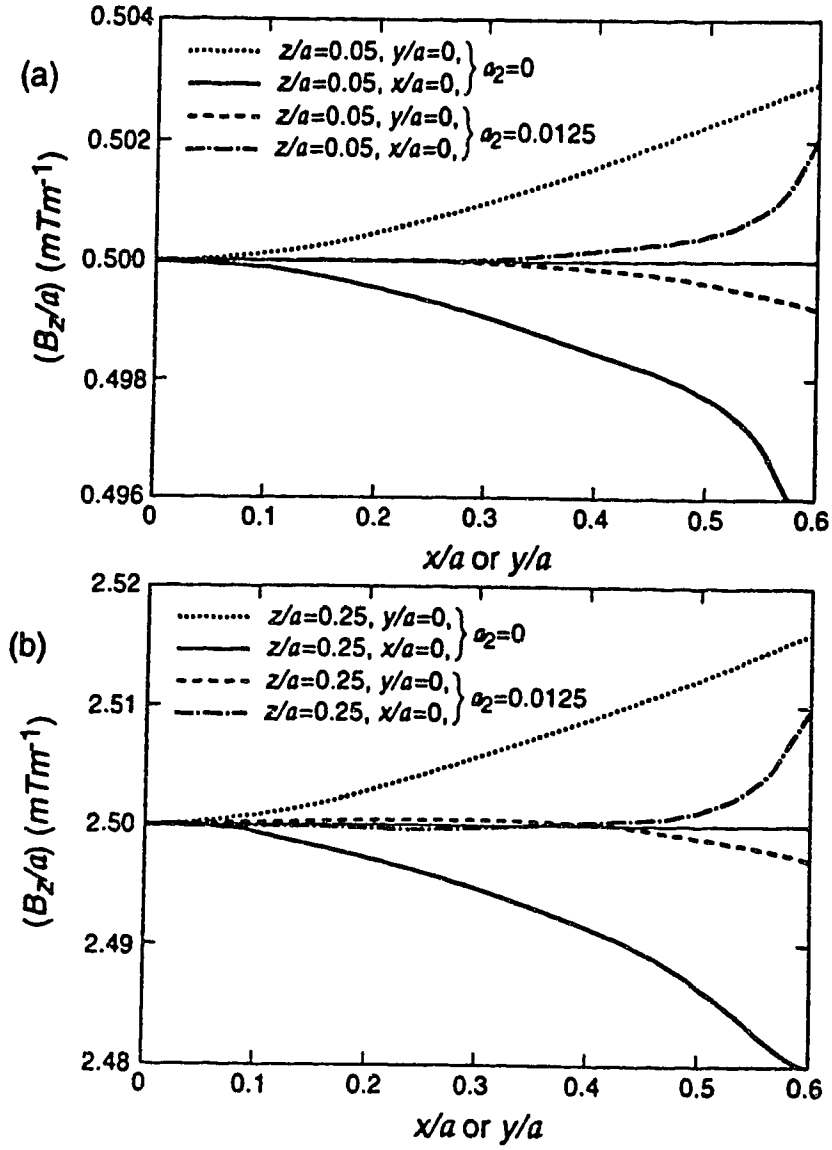 (a)
0.504
0.502
0.500
0.498
0.496
(B_z/a) (mTm⁻¹)
z/a=0.05, y/a=0,
z/a=0.05, x/a=0,
} a₂=0
z/a=0.05, y/a=0,
z/a=0.05, x/a=0,
} a₂=0.0125
0 0.1 0.2 0.3 0.4 0.5 0.6
x/a or y/a
(b)
2.52
2.51
2.50
2.49
2.48
(B_z/a) (mTm⁻¹)
z/a=0.25, y/a=0,
z/a=0.25, x/a=0,
} a₂=0
z/a=0.25, y/a=0,
z/a=0.25, x/a=0,
} a₂=0.0125
0 0.1 0.2 0.3 0.4 0.5 0.6
x/a or y/a